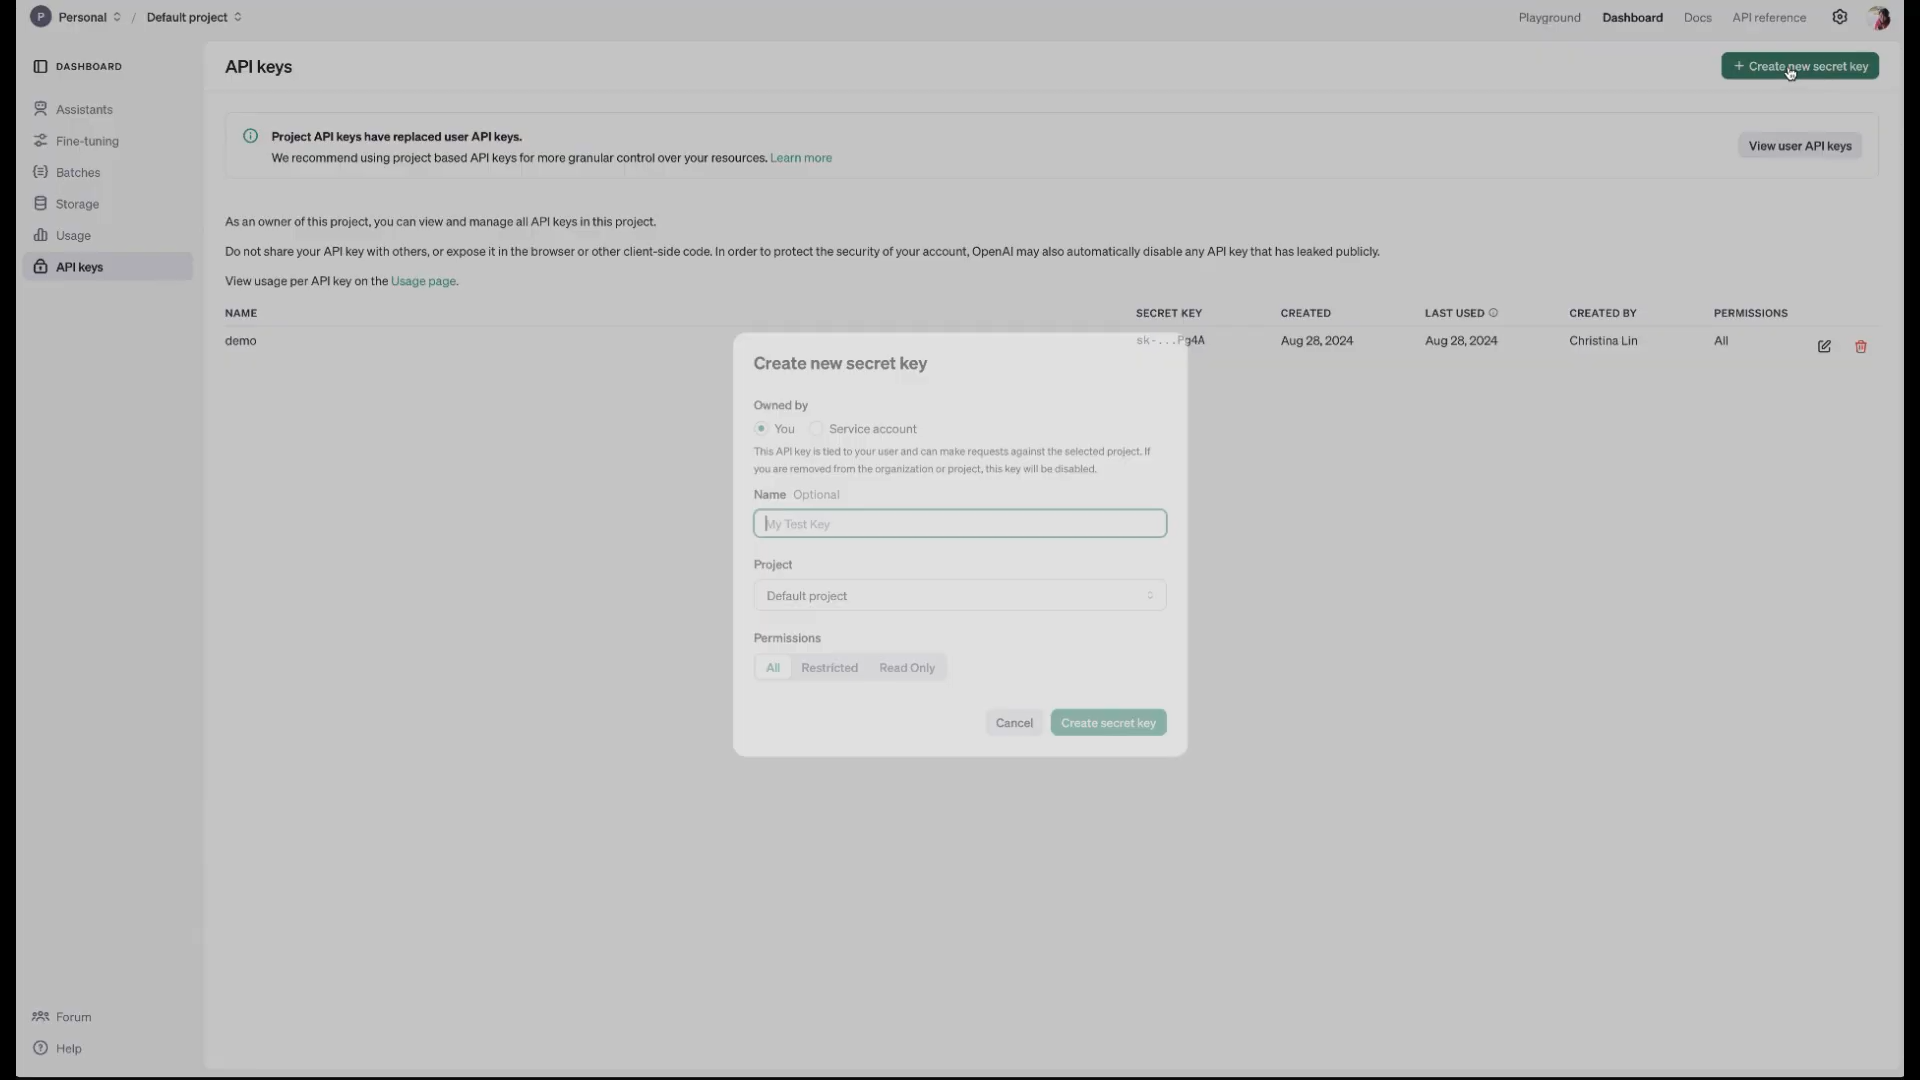 P Personal / Default project
Playground Dashboard Docs API reference
DASHBOARD
Assistants
Fine-tuning
Batches
Storage
Usage
API keys
Forum
Help
API keys
+ Create new secret key
Project API keys have replaced user API keys.
We recommend using project based API keys for more granular control over your resources. Learn more
View user API keys
As an owner of this project, you can view and manage all API keys in this project.
Do not share your API key with others, or expose it in the browser or other client-side code. In order to protect the security of your account, OpenAI may also automatically disable any API key that has leaked publicly.
View usage per API key on the Usage page.
NAME SECRET KEY CREATED LAST USED CREATED BY PERMISSIONS
demo sk-...Pg4A Aug 28, 2024 Aug 28, 2024 Christina Lin All
Create new secret key
Owned by
You Service account
This API key is tied to your user and can make requests against the selected project. If
you are removed from the organization or project, this key will be disabled.
Name Optional
My Test Key
Project
Default project
Permissions
All Restricted Read Only
Cancel Create secret key